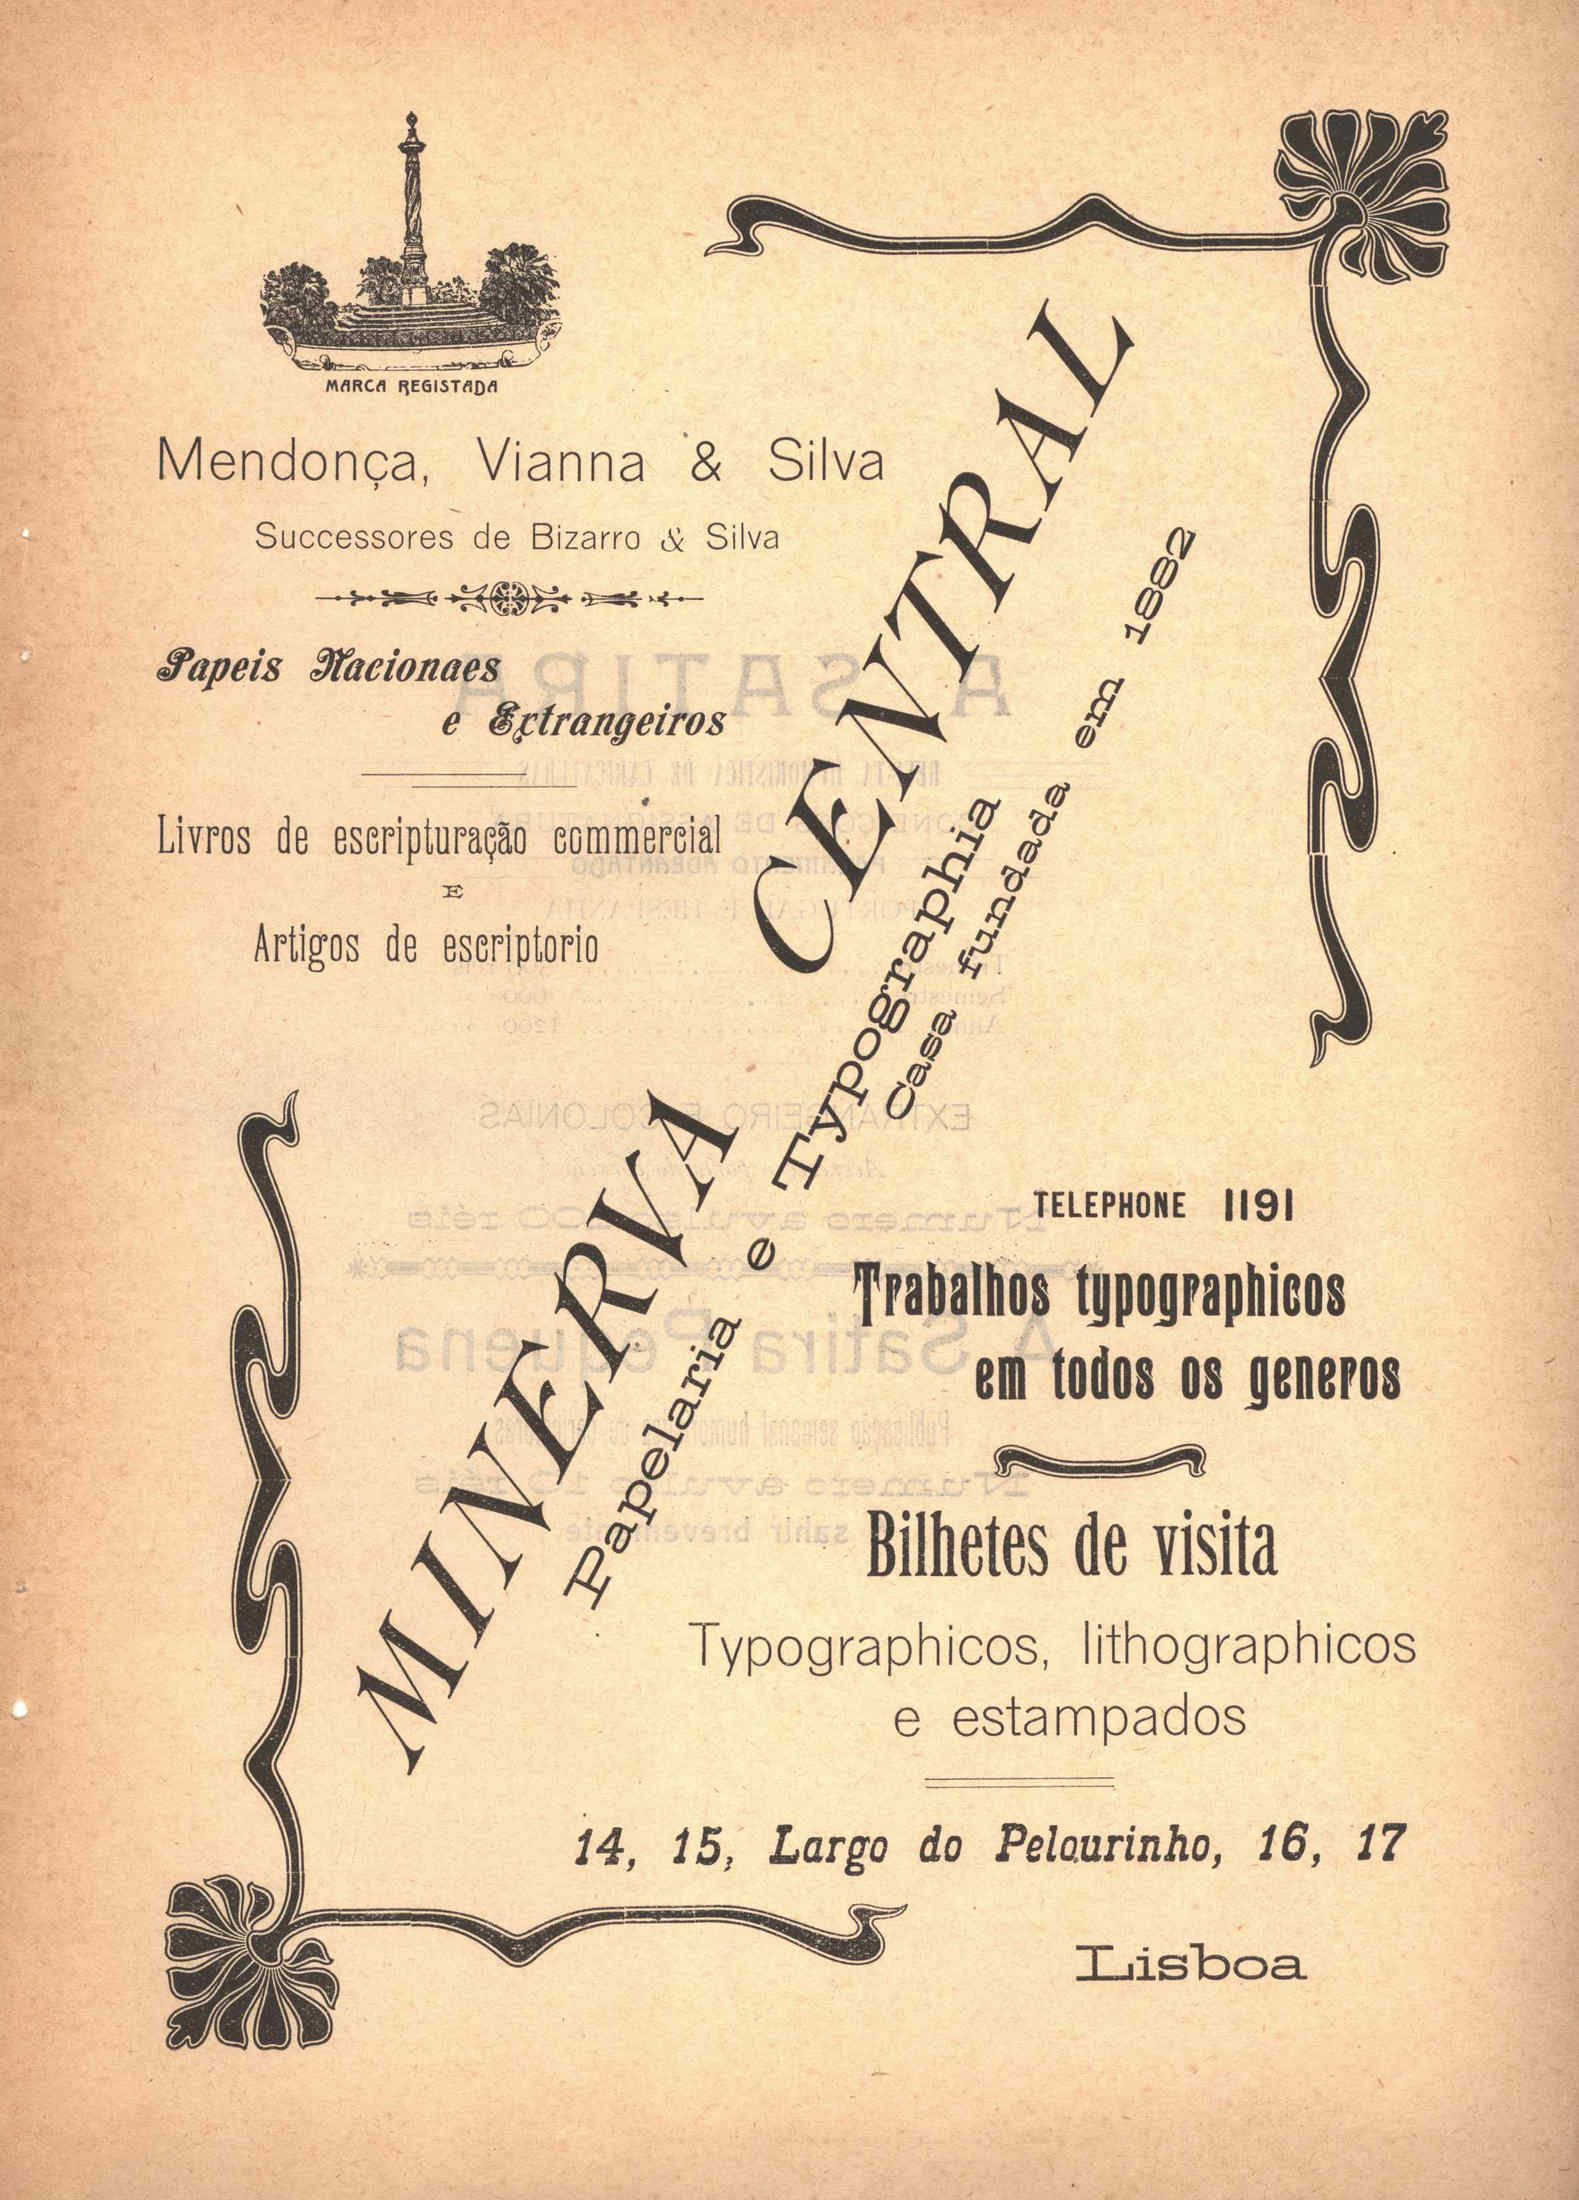 MARCA REGISTADA
Mendonça, Vianna & Silva
Successores de Bizarro & Silva
Papeis Nacionaes
e Extrangeiros
Livros de escripturação commercial
E
Artigos de escriptorio
MINERVA CENTRAL
Papelaria e Typographia
Casa fundada em 1882
TELEPHONE 1191
Trabalhos typographicos
em todos os generos
Bilhetes de visita
Typographicos, lithographicos
e estampados
14, 15, Largo do Pelourinho, 16, 17
Lisboa